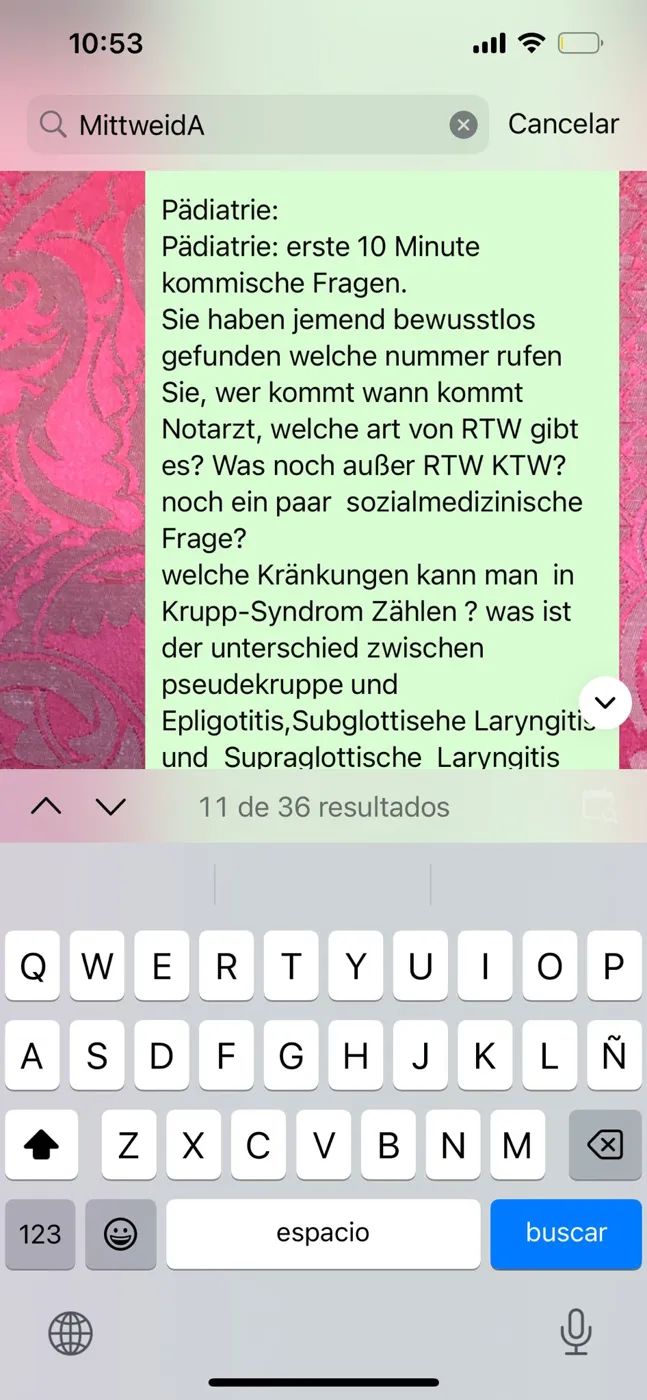 10:53
MittweidA
Cancelar
Pädiatrie:
Pädiatrie: erste 10 Minute
kommische Fragen.
Sie haben jemend bewusstlos
gefunden welche nummer rufen
Sie, wer kommt wann kommt
Notarzt, welche art von RTW gibt
es? Was noch außer RTW KTW?
noch ein paar  sozialmedizinische
Frage?
welche Kränkungen kann man  in
Krupp-Syndrom Zählen ? was ist
der unterschied zwischen
pseudekruppe und
Epligotitis,Subglottisehe Laryngitis
und  Supraglottische  Laryngitis
11 de 36 resultados
Q W E R T Y U I O P
A S D F G H J K L Ñ
Z X C V B N M
123 espacio buscar